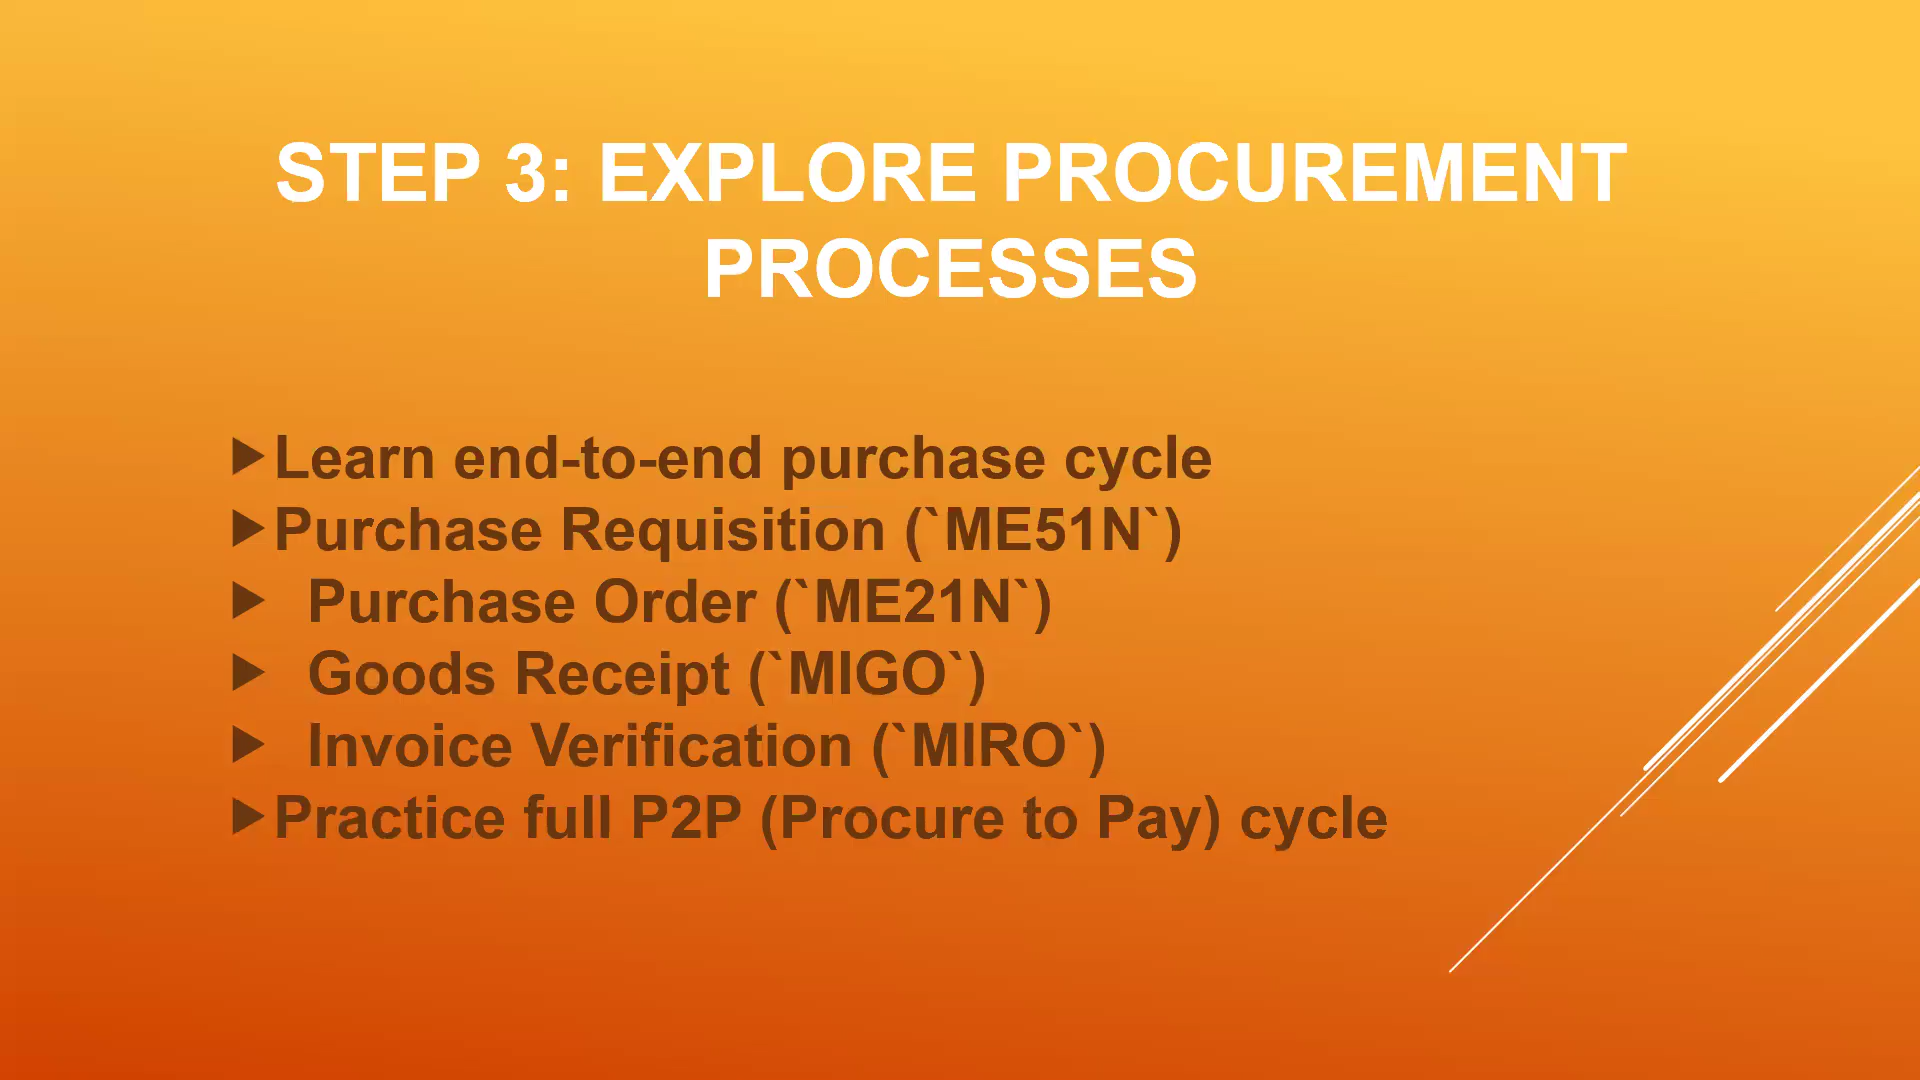 STEP 3: EXPLORE PROCUREMENT
PROCESSES
Learn end-to-end purchase cycle
Purchase Requisition (`ME51N`)
Purchase Order (`ME21N`)
Goods Receipt (`MIGO`)
Invoice Verification (`MIRO`)
Practice full P2P (Procure to Pay) cycle